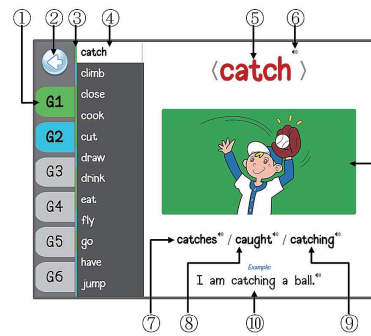 ① ② ③ ④ ⑤ ⑥
catch
climb
close
cook
cut
draw
drink
eat
fly
go
have
jump
G1
G2
G3
G4
G5
G6
〈catch〉
catches / caught / catching
Example:
I am catching a ball.
⑦ ⑧ ⑩ ⑨